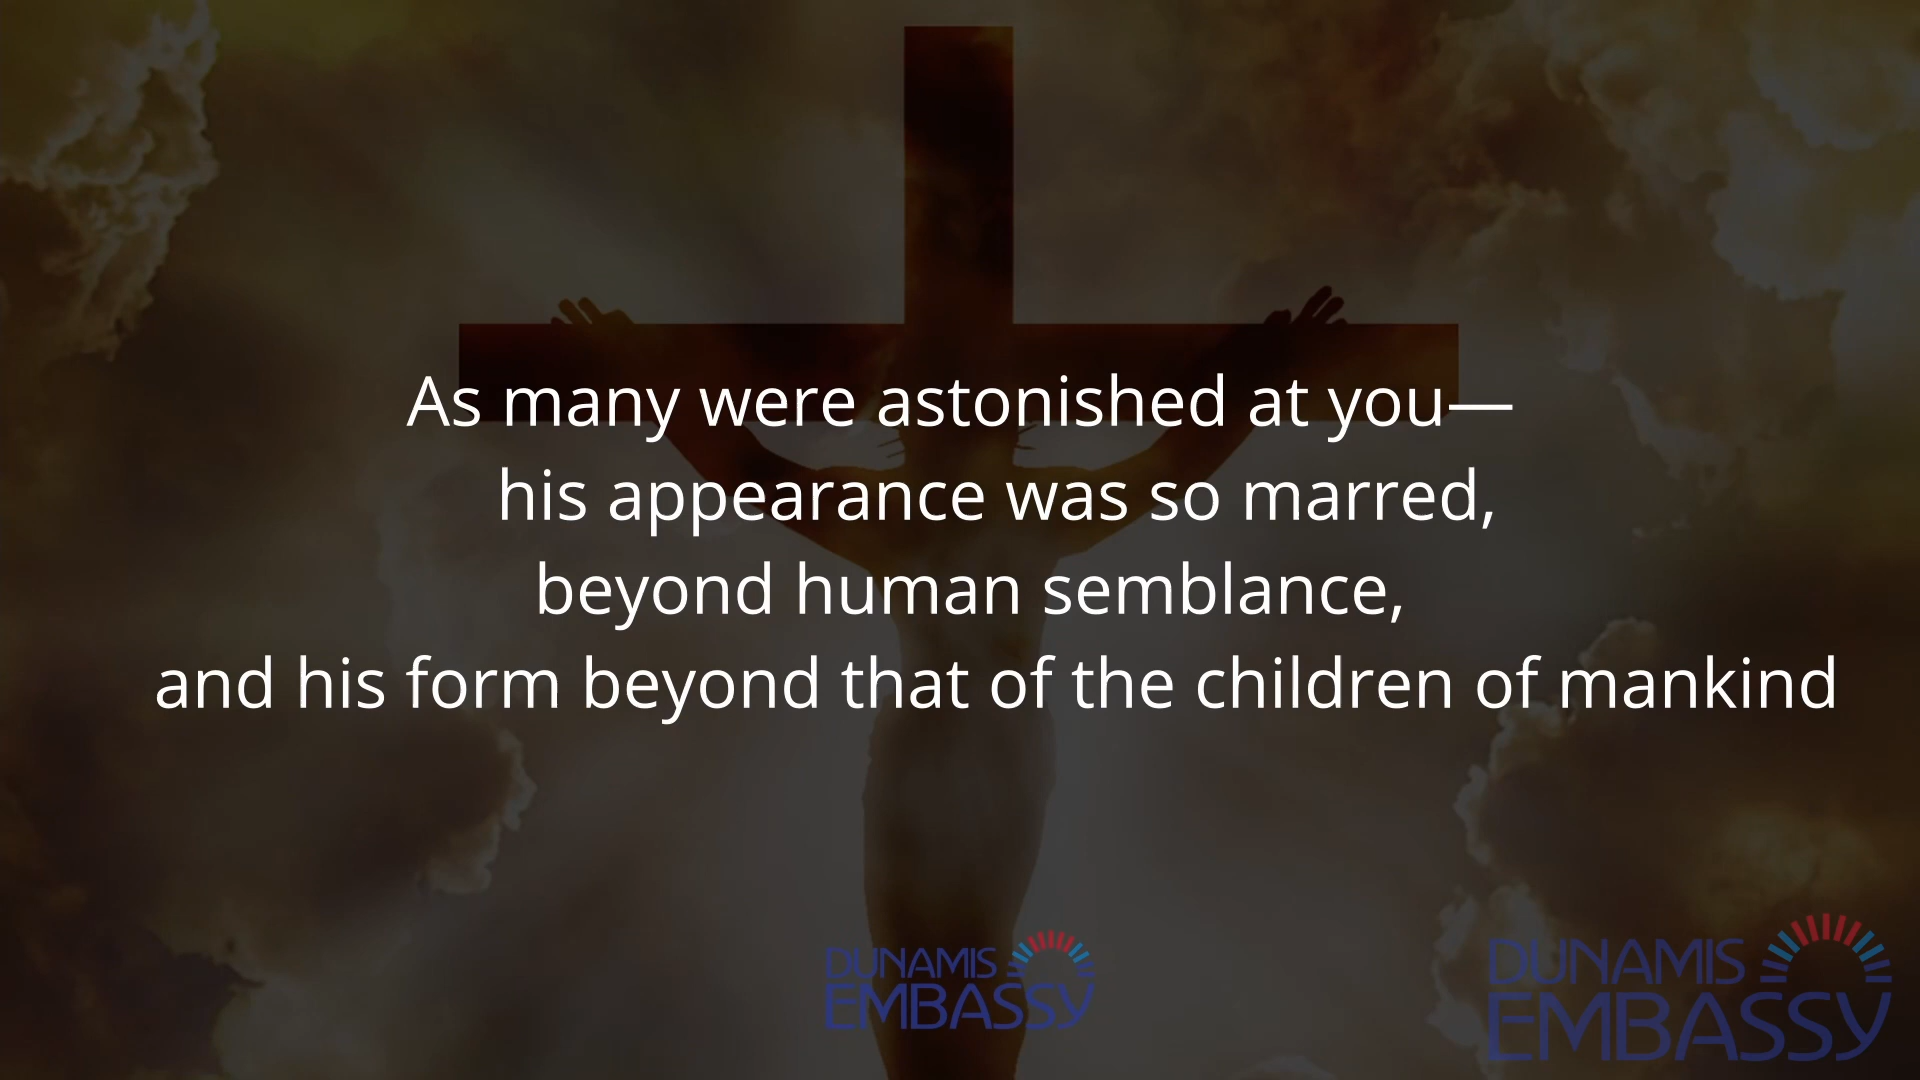 As many were astonished at you—
his appearance was so marred,
beyond human semblance,
and his form beyond that of the children of mankind
DUNAMIS
EMBASSY
DUNAMIS
EMBASSY